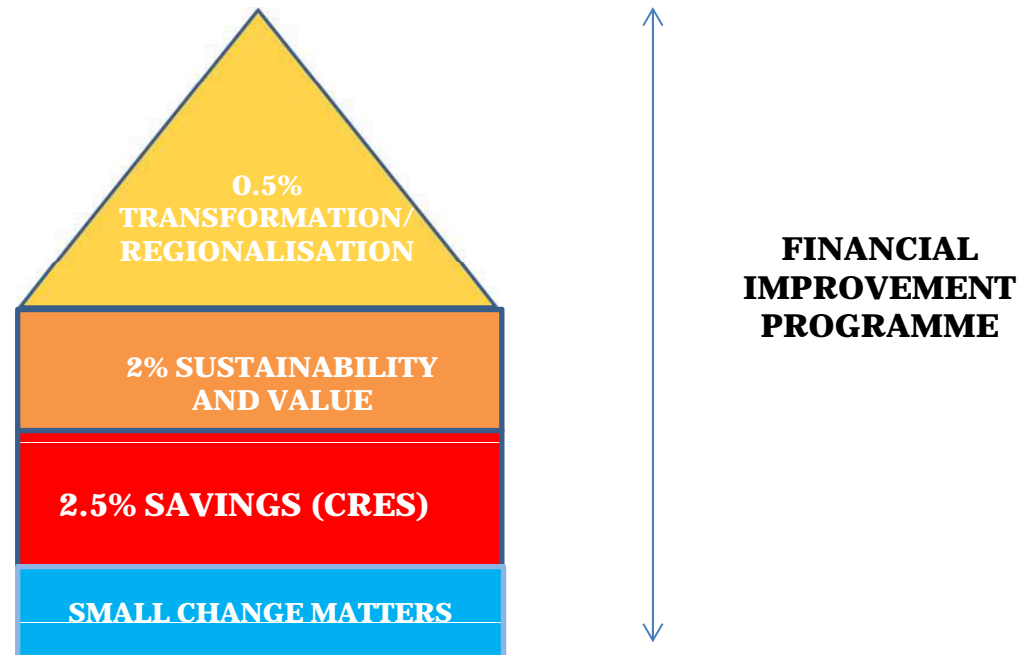 0.5%
TRANSFORMATION/
REGIONALISATION
2% SUSTAINABILITY
AND VALUE
2.5% SAVINGS (CRES)
SMALL CHANGE MATTERS
FINANCIAL
IMPROVEMENT
PROGRAMME